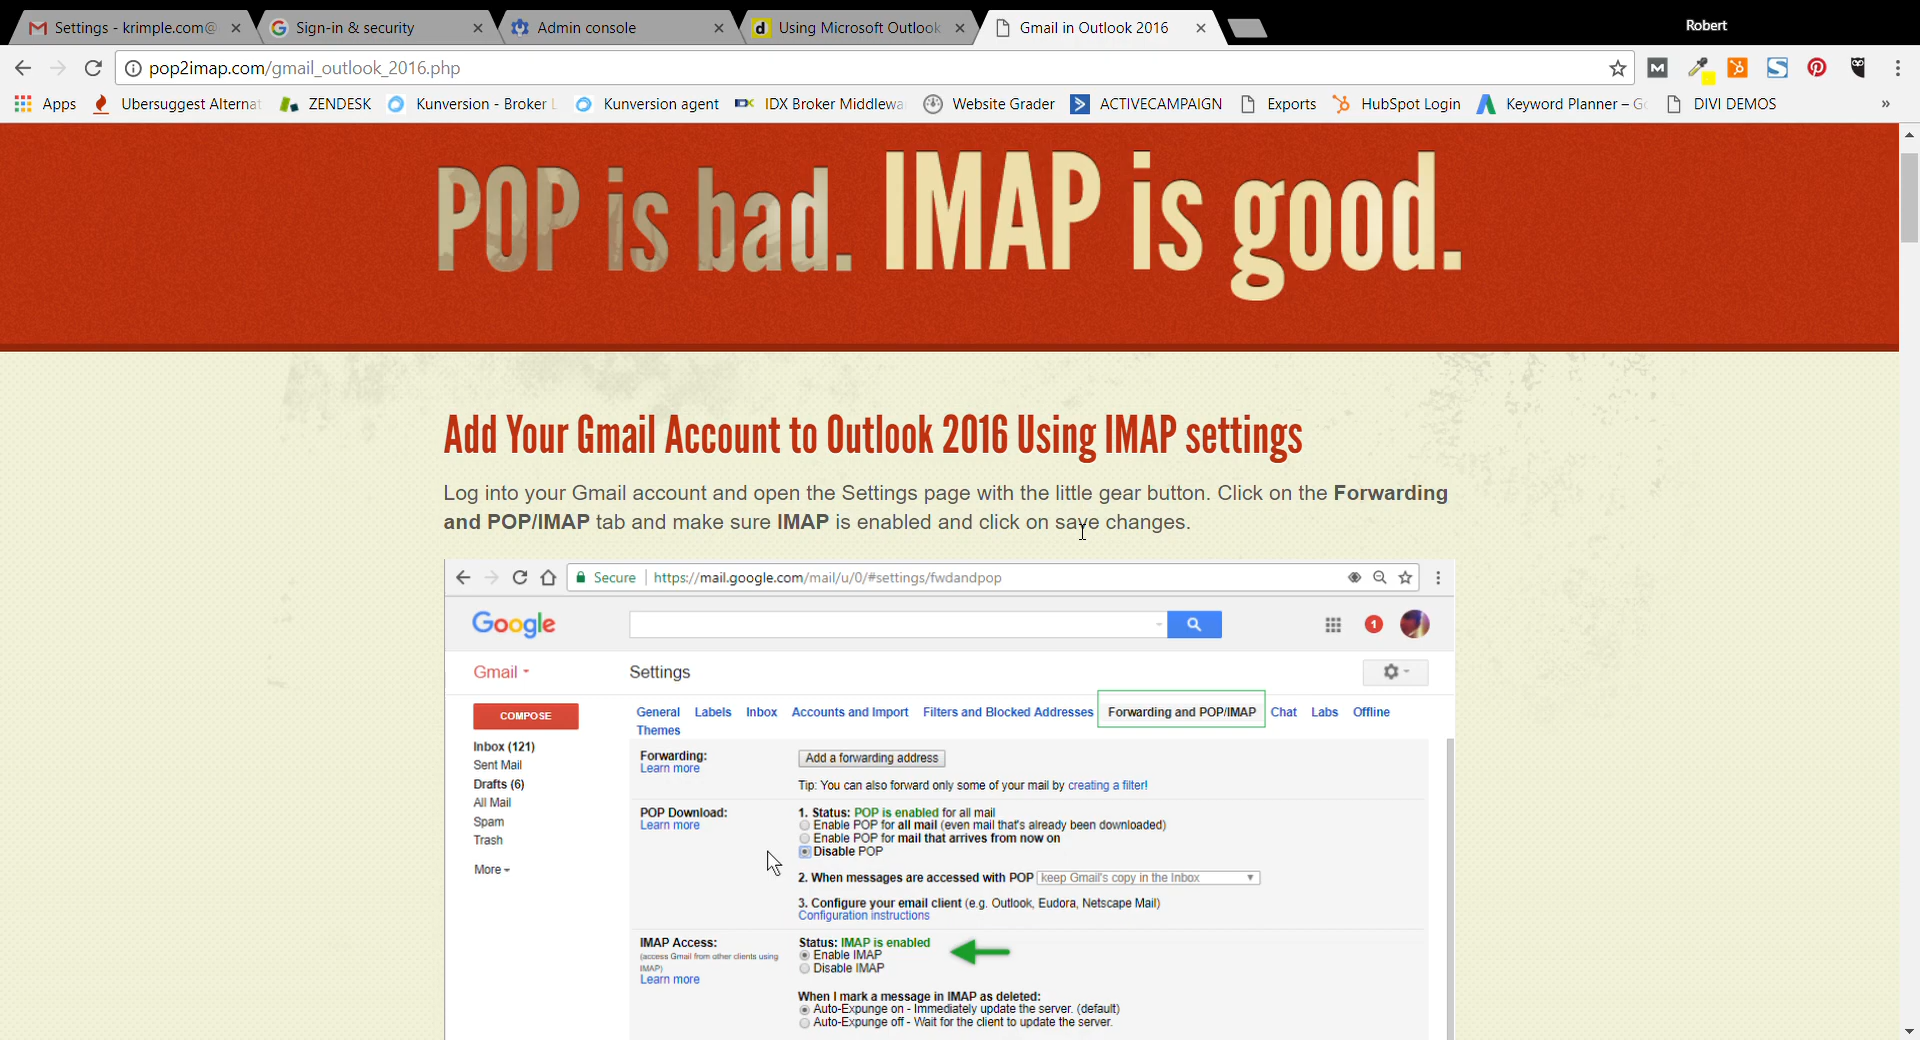 Settings - krimple.com@
Sign-in & security
Admin console
Using Microsoft Outlook
Gmail in Outlook 2016
Robert
pop2imap.com/gmail_outlook_2016.php
Apps
Ubersuggest Alternat
ZENDESK
Kunversion - Broker L
Kunversion agent
IDX Broker Middlewa
Website Grader
ACTIVECAMPAIGN
Exports
HubSpot Login
Keyword Planner – Go
DIVI DEMOS
»
POP is bad. IMAP is good.
Add Your Gmail Account to Outlook 2016 Using IMAP settings
Log into your Gmail account and open the Settings page with the little gear button. Click on the Forwarding
and POP/IMAP tab and make sure IMAP is enabled and click on save changes.
Secure https://mail.google.com/mail/u/0/#settings/fwdandpop
Google
1
Gmail
Settings
COMPOSE
General Labels Inbox Accounts and Import Filters and Blocked Addresses Forwarding and POP/IMAP Chat Labs Offline
Themes
Inbox (121)
Sent Mail
Drafts (6)
All Mail
Spam
Trash
More
Forwarding:
Learn more
Add a forwarding address
Tip: You can also forward only some of your mail by creating a filter!
POP Download:
Learn more
1. Status: POP is enabled for all mail
Enable POP for all mail (even mail that's already been downloaded)
Enable POP for mail that arrives from now on
Disable POP
2. When messages are accessed with POP keep Gmail's copy in the Inbox
3. Configure your email client (e.g. Outlook, Eudora, Netscape Mail)
Configuration instructions
IMAP Access:
(access Gmail from other clients using
IMAP)
Learn more
Status: IMAP is enabled
Enable IMAP
Disable IMAP
When I mark a message in IMAP as deleted:
Auto-Expunge on - Immediately update the server. (default)
Auto-Expunge off - Wait for the client to update the server.